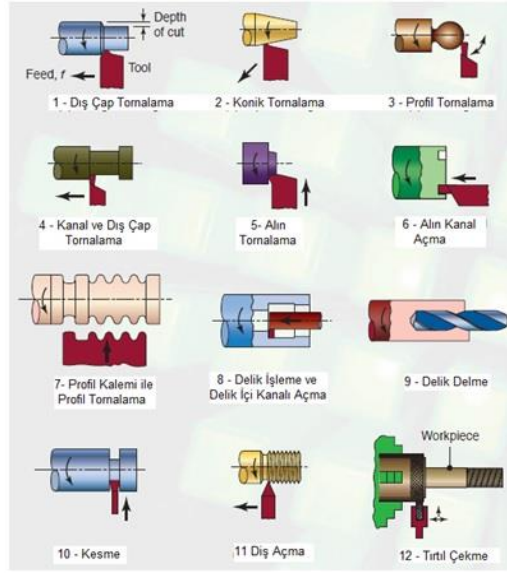 Depth
of cut
Feed, f
Tool
1 - Dış Çap Tornalama
2 - Konik Tornalama
3 - Profil Tornalama
4 - Kanal ve Dış Çap
Tornalama
5- Alın
Tornalama
6 - Alın Kanal
Açma
7- Profil Kalemi ile
Profil Tornalama
8 - Delik İşleme ve
Delik İçi Kanalı Açma
9 - Delik Delme
Workpiece
10 - Kesme
11 Diş Açma
12 - Tırtıl Çekme